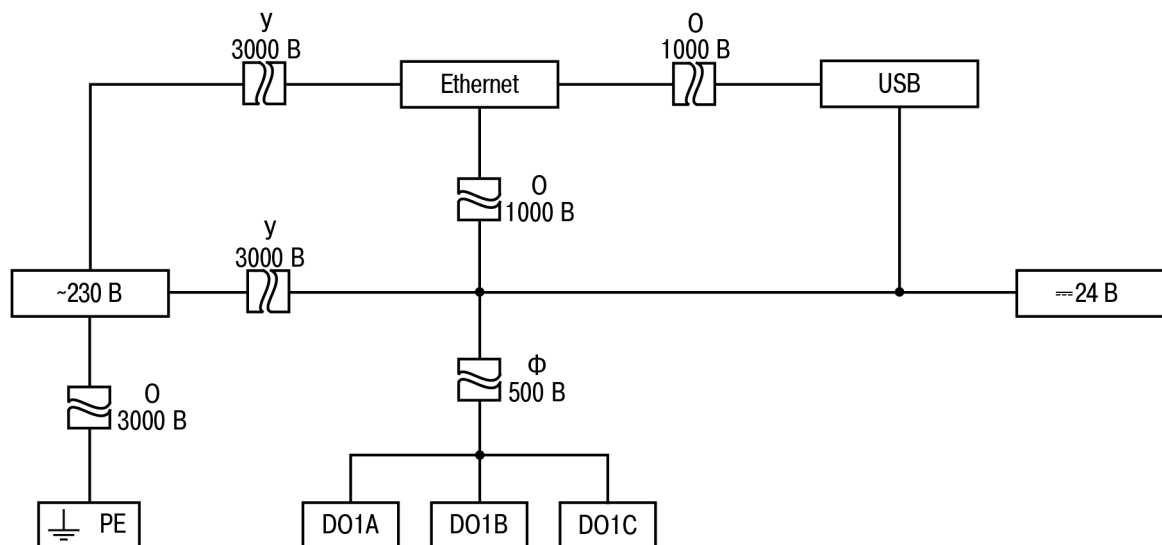 У
3000 В
О
1000 В
Ethernet
USB
О
1000 В
У
3000 В
~230 В
⎓24 В
Ф
500 В
О
3000 В
PE
DO1A
DO1B
DO1C